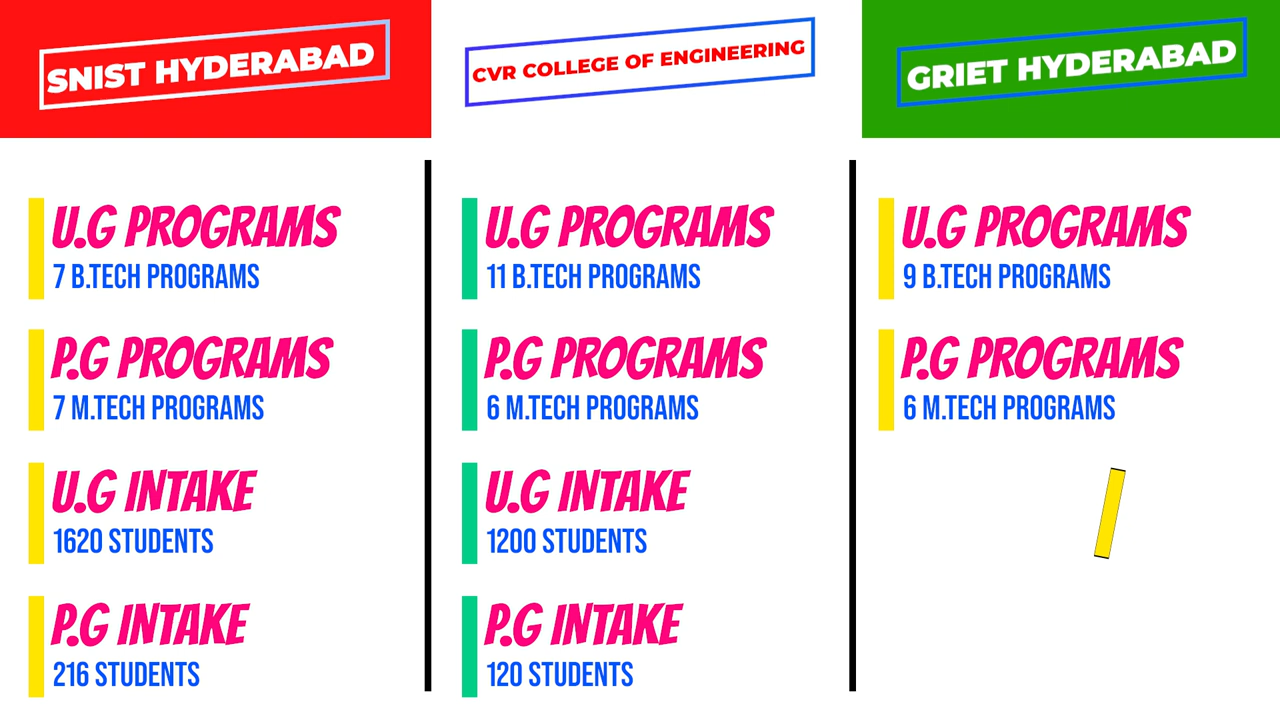 SNIST HYDERABAD
CVR COLLEGE OF ENGINEERING
GRIET HYDERABAD
U.G PROGRAMS
7 B.TECH PROGRAMS
P.G PROGRAMS
7 M.TECH PROGRAMS
U.G INTAKE
1620 STUDENTS
P.G INTAKE
216 STUDENTS
U.G PROGRAMS
11 B.TECH PROGRAMS
P.G PROGRAMS
6 M.TECH PROGRAMS
U.G INTAKE
1200 STUDENTS
P.G INTAKE
120 STUDENTS
U.G PROGRAMS
9 B.TECH PROGRAMS
P.G PROGRAMS
6 M.TECH PROGRAMS